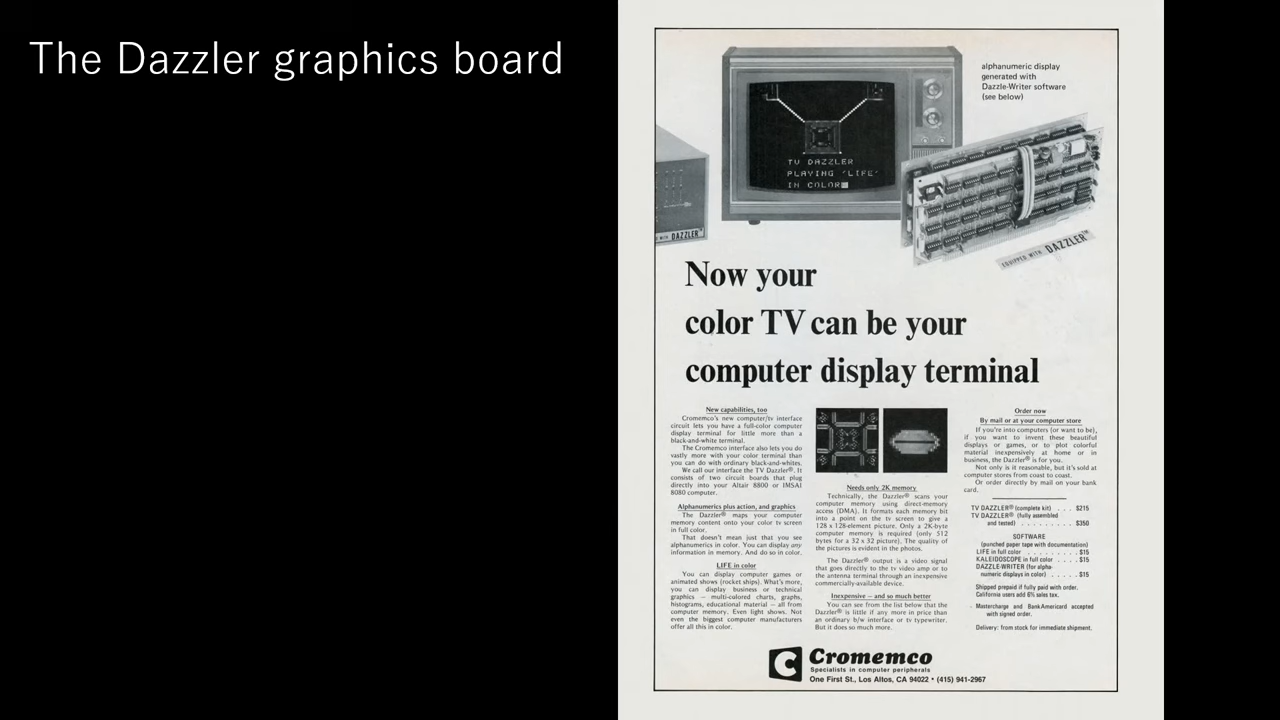 The Dazzler graphics board
alphanumeric display
generated with
Dazzle-Writer software
(see below)
TV DAZZLER
PLAYING 'LIFE'
IN COLOR
WITH DAZZLER™
EQUIPPED WITH DAZZLER™
Now your
color TV can be your
computer display terminal
New capabilities, too
Cromemco's new computer/tv interface
circuit lets you have a full-color computer
display terminal for little more than a
black-and-white terminal.
The Cromemco interface also lets you do
vastly more with your color terminal than
you can do with ordinary black-and-whites.
We call our interface the TV Dazzler®. It
consists of two circuit boards that plug
directly into your Altair 8800 or IMSAI
8080 computer.
Alphanumerics plus action, and graphics
The Dazzler® maps your computer
memory content onto your color tv screen
in full color.
That doesn't mean just that you see
alphanumerics in color. You can display any
information in memory. And do so in color.
LIFE in color
You can display computer games or
animated shows (rocket ships). What's more,
you can display business or technical
graphics — multi-colored charts, graphs,
histograms, educational material — all from
computer memory. Even light shows. Not
even the biggest computer manufacturers
offer all this in color.
Needs only 2K memory
Technically, the Dazzler® scans your
computer memory using direct-memory
access (DMA). It formats each memory bit
into a point on the tv screen to give a
128 x 128-element picture. Only a 2K-byte
computer memory is required (only 512
bytes for a 32 x 32 picture). The quality of
the pictures is evident in the photos.
The Dazzler® output is a video signal
that goes directly to the tv video amp or to
the antenna terminal through an inexpensive
commercially-available device.
Inexpensive — and so much better
You can see from the list below that the
Dazzler® is little if any more in price than
an ordinary b/w interface or tv typewriter.
But it does so much more.
Order now
By mail or at your computer store
If you're into computers (or want to be),
if you want to invent these beautiful
displays or games, or to plot colorful
material inexpensively at home or in
business, the Dazzler® is for you.
Not only is it reasonable, but it's sold at
computer stores from coast to coast.
Or order directly by mail on your bank
card.
TV DAZZLER® (complete kit) . . . $215
TV DAZZLER® (fully assembled
and tested) . . . . . . . . . $350
SOFTWARE
(punched paper tape with documentation)
LIFE in full color . . . . . . . . . $15
KALEIDOSCOPE in full color . . . . $15
DAZZLE-WRITER (for alpha-
numeric displays in color) . . . . . $15
Shipped prepaid if fully paid with order.
California users add 6% sales tax.
Mastercharge and BankAmericard accepted
with signed order.
Delivery: from stock for immediate shipment.
C Cromemco
Specialists in computer peripherals
One First St., Los Altos, CA 94022 • (415) 941-2967